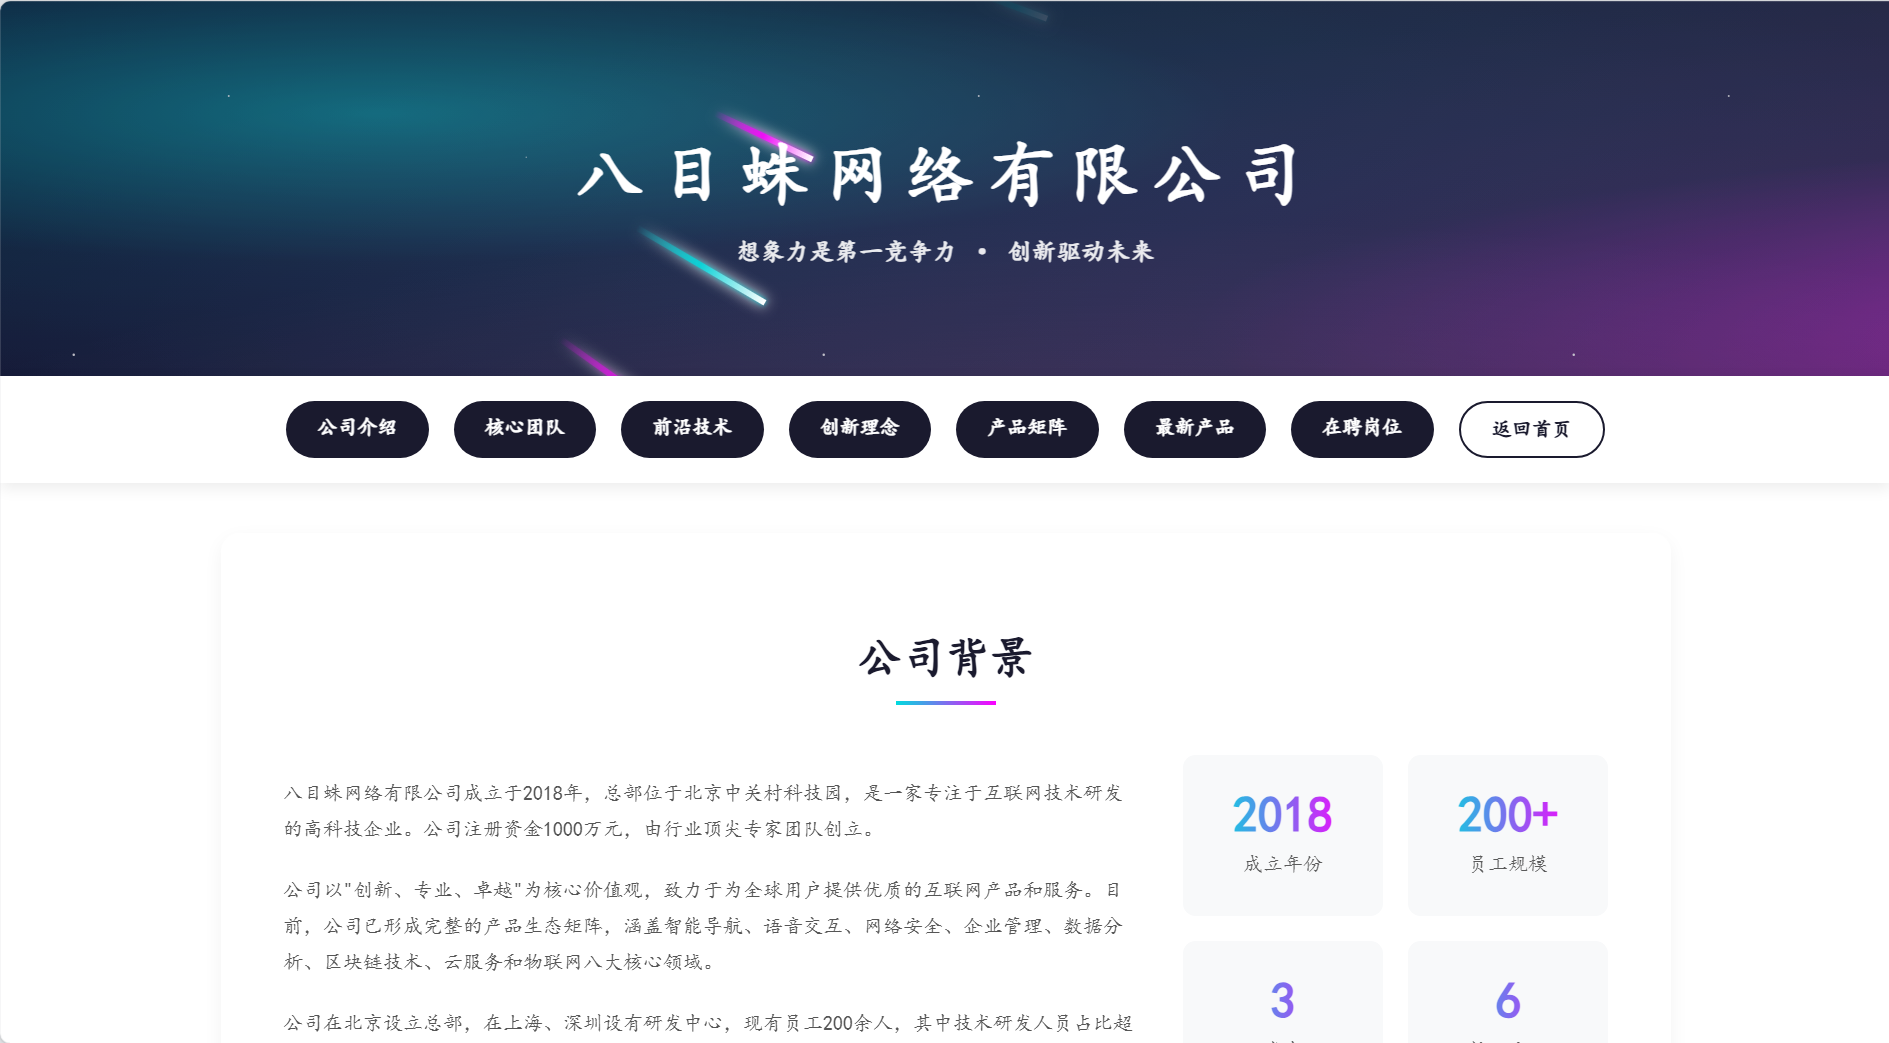 八目蛛网络有限公司
想象力是第一竞争力 • 创新驱动未来
公司介绍
核心团队
前沿技术
创新理念
产品矩阵
最新产品
在聘岗位
返回首页
公司背景
八目蛛网络有限公司成立于2018年，总部位于北京中关村科技园，是一家专注于互联网技术研发
的高科技企业。公司注册资金1000万元，由行业顶尖专家团队创立。
公司以"创新、专业、卓越"为核心价值观，致力于为全球用户提供优质的互联网产品和服务。目
前，公司已形成完整的产品生态矩阵，涵盖智能导航、语音交互、网络安全、企业管理、数据分
析、区块链技术、云服务和物联网八大核心领域。
公司在北京设立总部，在上海、深圳设有研发中心，现有员工200余人，其中技术研发人员占比超
2018
成立年份
200+
员工规模
3
6